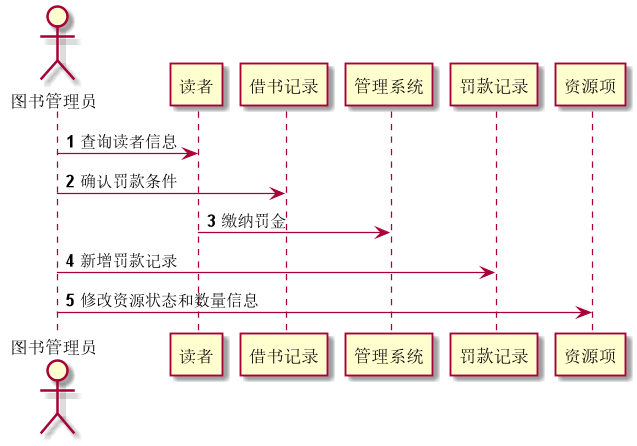 图书管理员
读者
借书记录
管理系统
罚款记录
资源项
1 查询读者信息
2 确认罚款条件
3 缴纳罚金
4 新增罚款记录
5 修改资源状态和数量信息
图书管理员
读者
借书记录
管理系统
罚款记录
资源项